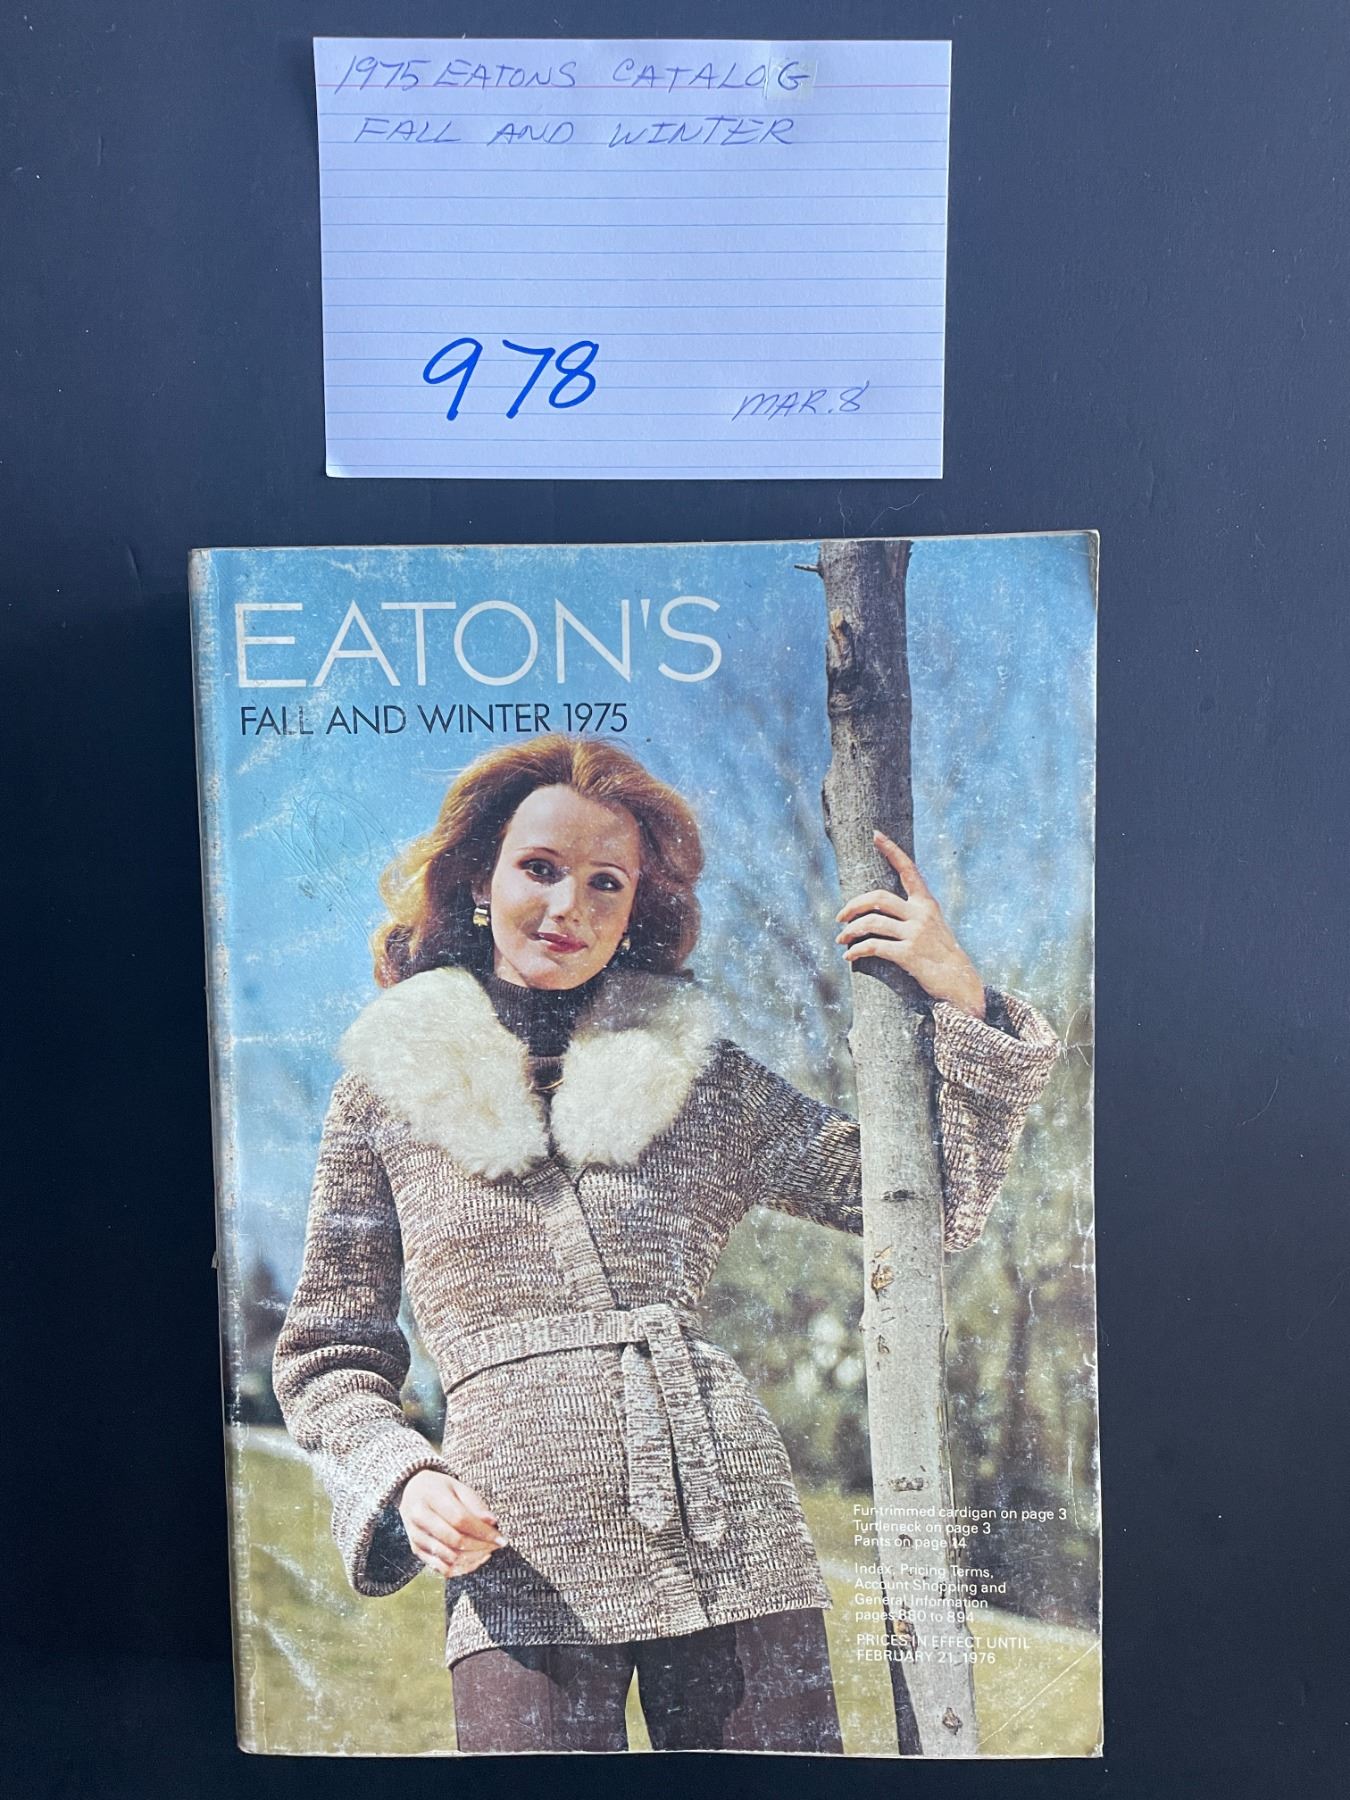 1975 EATONS CATALOG
FALL AND WINTER
978
MAR. 8
EATON'S
FALL AND WINTER 1975
Fur-trimmed cardigan on page 3
Turtleneck on page 3
Pants on page 14
Index, Pricing Terms,
Account Shopping and
General Information
pages 880 to 894
PRICES IN EFFECT UNTIL
FEBRUARY 21, 1976